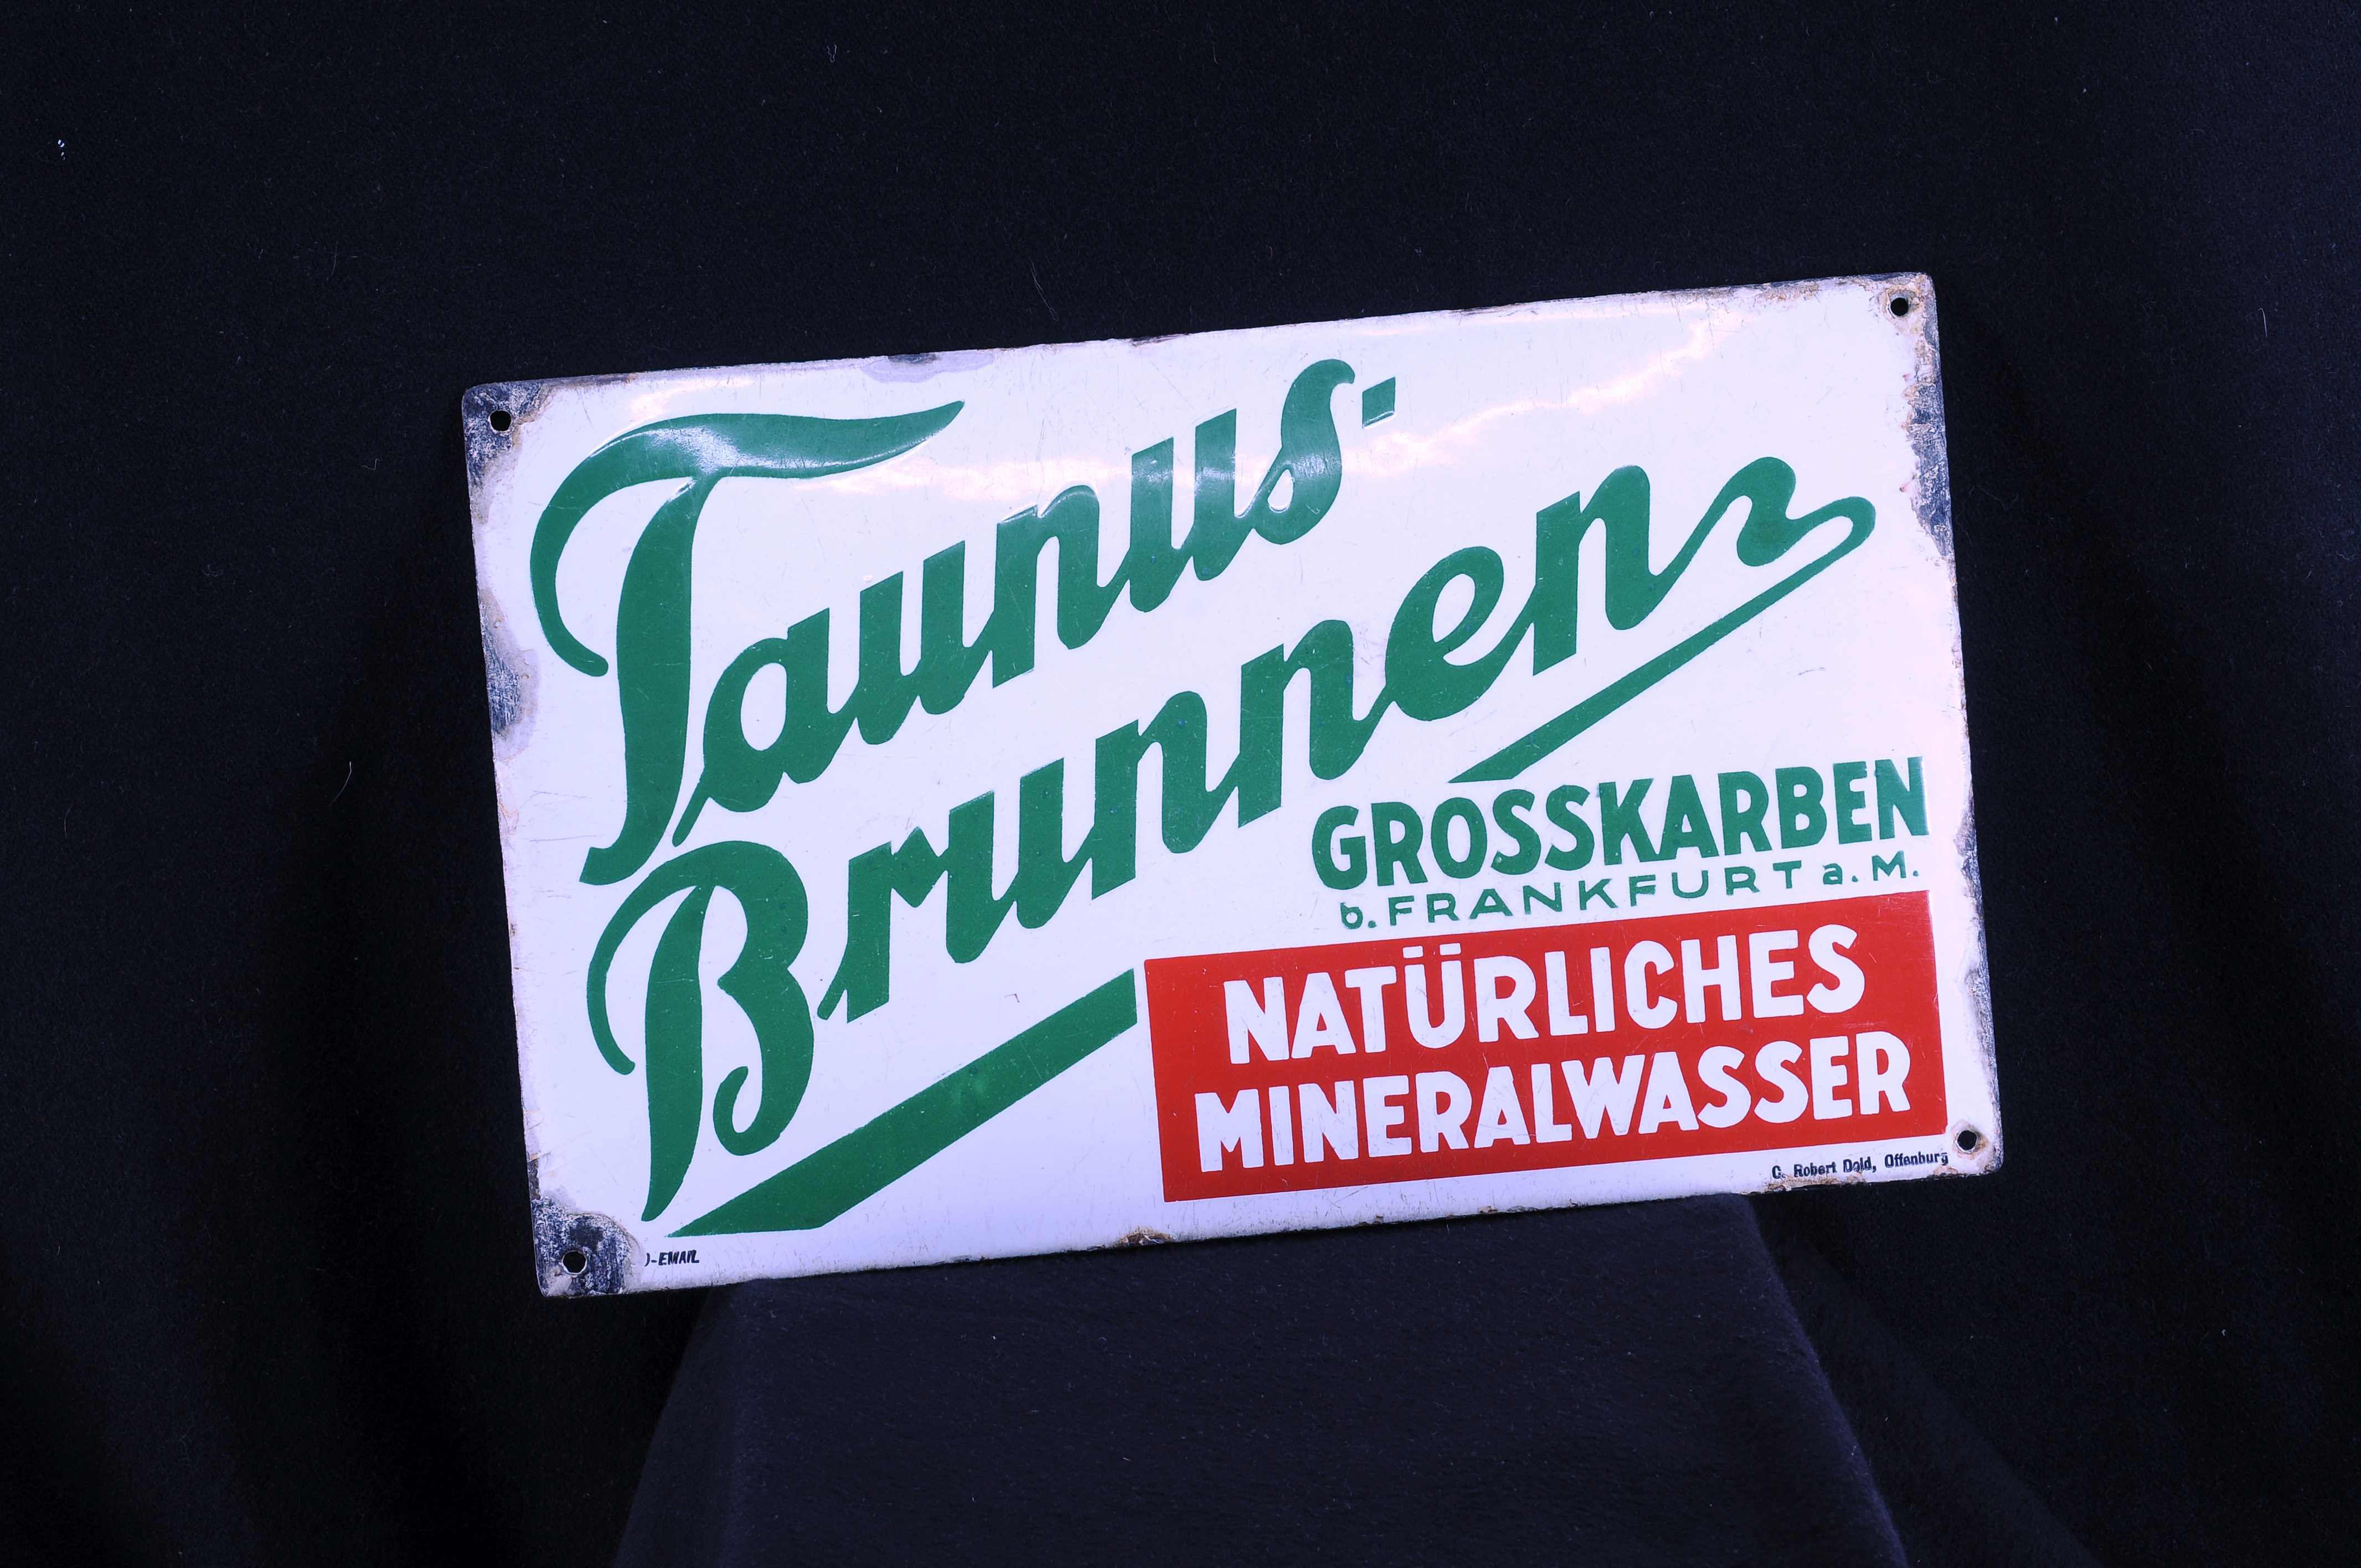 Taunus-
Brunnen
GROSSKARBEN
b. FRANKFURT a. M.
NATÜRLICHES
MINERALWASSER
C. Robert Dold, Offenburg
-EMAIL